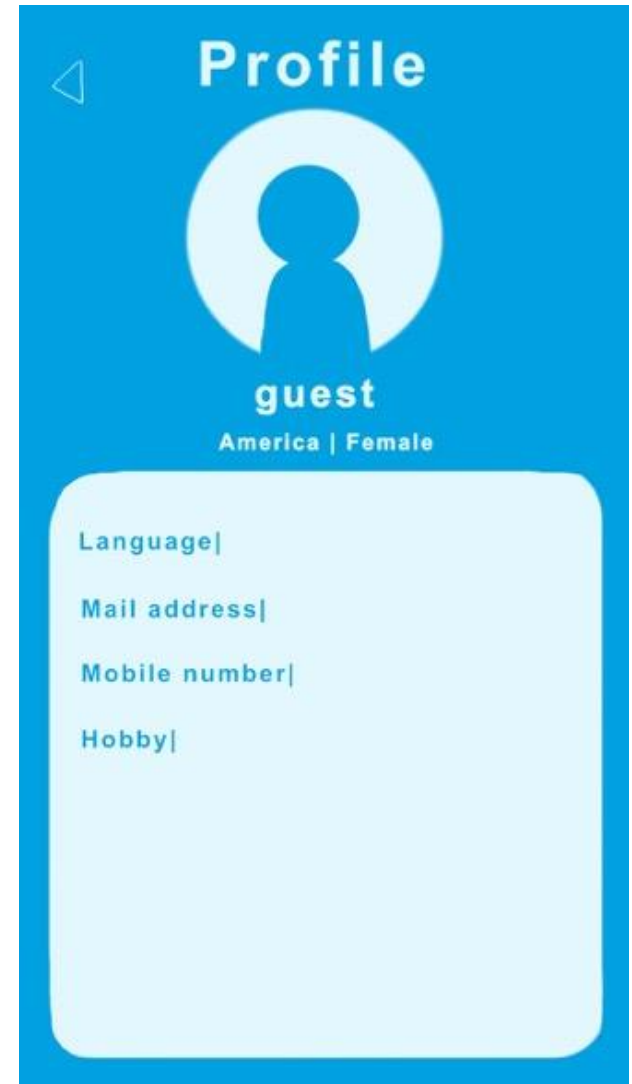 Profile
guest
America | Female
Language|
Mail address|
Mobile number|
Hobby|